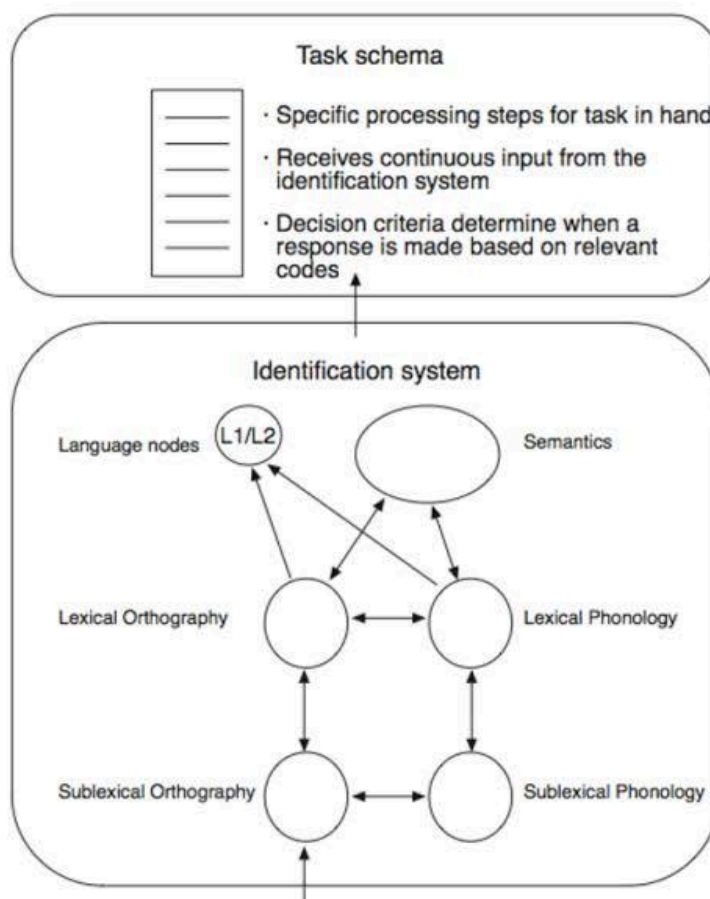 Task schema
· Specific processing steps for task in hand
· Receives continuous input from the
identification system
· Decision criteria determine when a
response is made based on relevant
codes
Identification system
Language nodes
L1/L2
Semantics
Lexical Orthography
Lexical Phonology
Sublexical Orthography
Sublexical Phonology